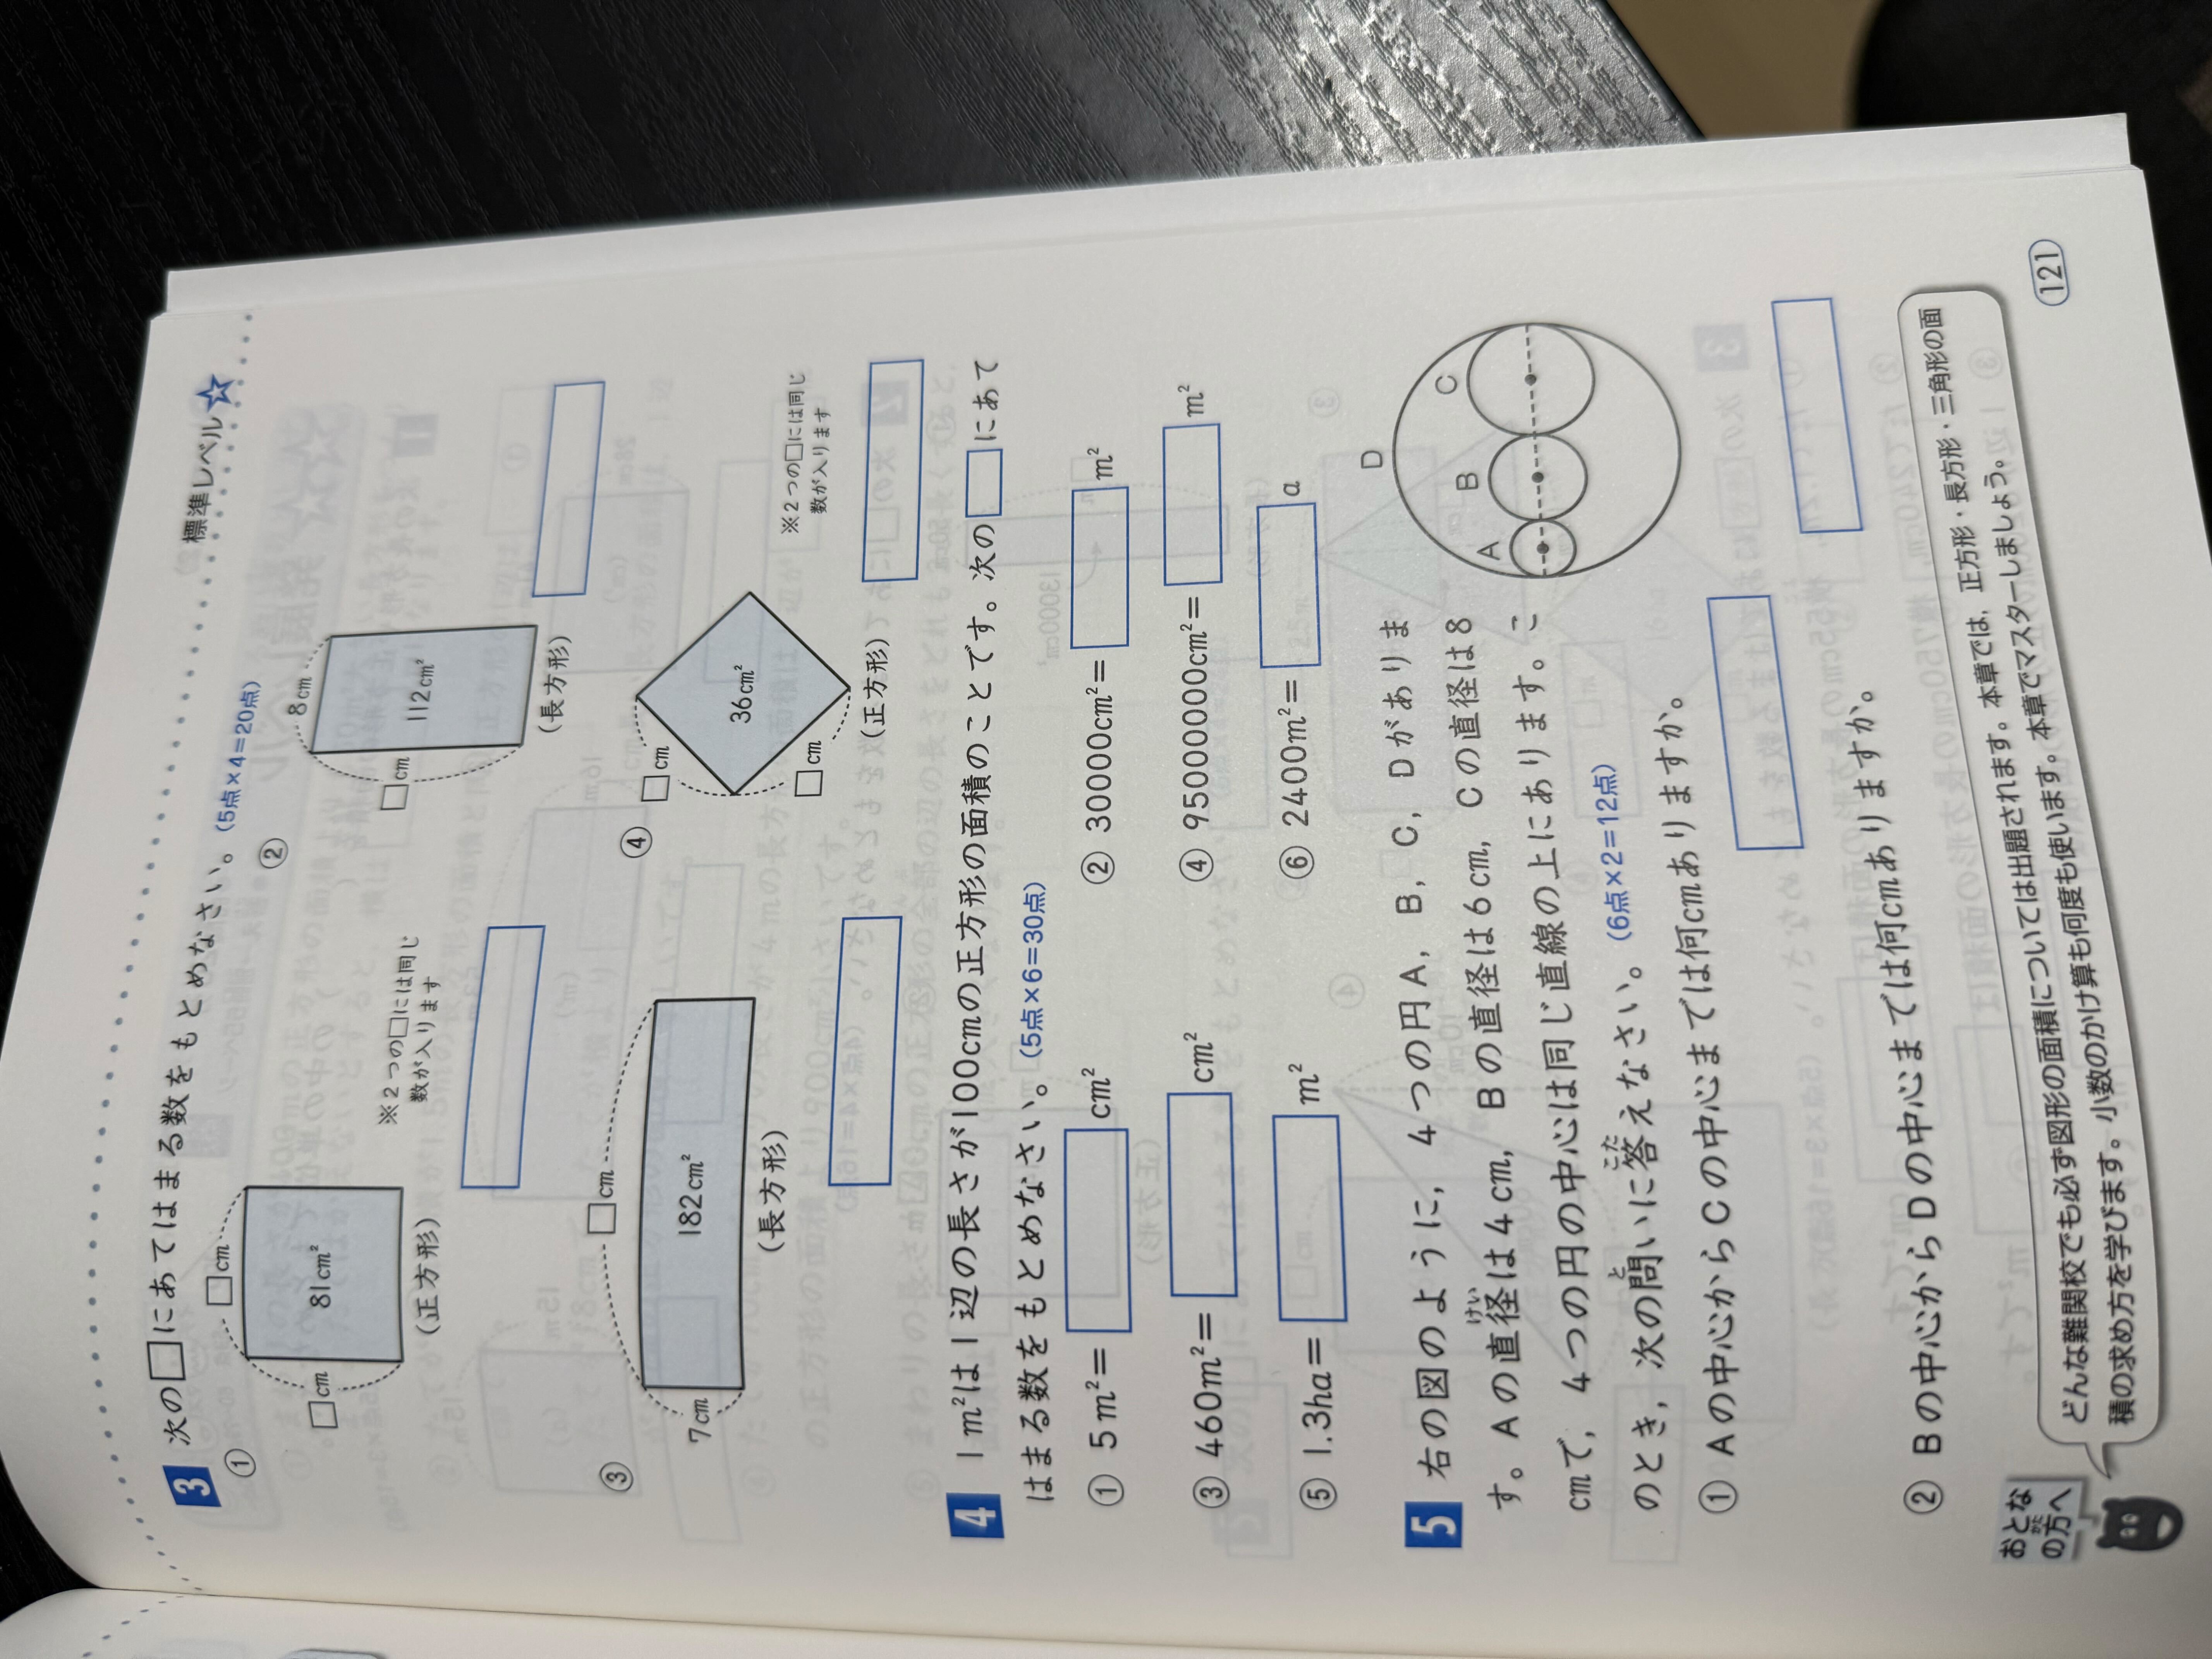 標準レベル
3 次の□にあてはまる数をもとめなさい。(5点×4=20点)
①
□cm
□cm
81cm²
(正方形)
※2つの□には同じ
数が入ります
②
8cm
□cm
112cm²
(長方形)
③
□cm
7cm
182cm²
(長方形)
④
□cm
□cm
36cm²
(正方形)
※2つの□には同じ
数が入ります
4 1m²は1辺の長さが100cmの正方形の面積のことです。次の□にあて
はまる数をもとめなさい。(5点×6=30点)
① 5m²=□cm²
② 30000cm²=□m²
③ 460m²=□cm²
④ 95000000cm²=□m²
⑤ 1.3ha=□m²
⑥ 2400m²=□a
5 右の図のように, 4つの円A, B, C, Dがありま
す。Aの直径は4cm, Bの直径は6cm, Cの直径は8
けい
cmで, 4つの円の中心は同じ直線の上にあります。こ
のとき, 次の問いに答えなさい。(6点×2=12点)
と
こた
D
A
B
C
① Aの中心からCの中心までは何cmありますか。
② Bの中心からDの中心までは何cmありますか。
おとな
の方へ
かた
どんな難関校でも必ず図形の面積については出題されます。本章では, 正方形・長方形・三角形の面
積の求め方を学びます。小数のかけ算も何度も使います。本章でマスターしましょう。
121